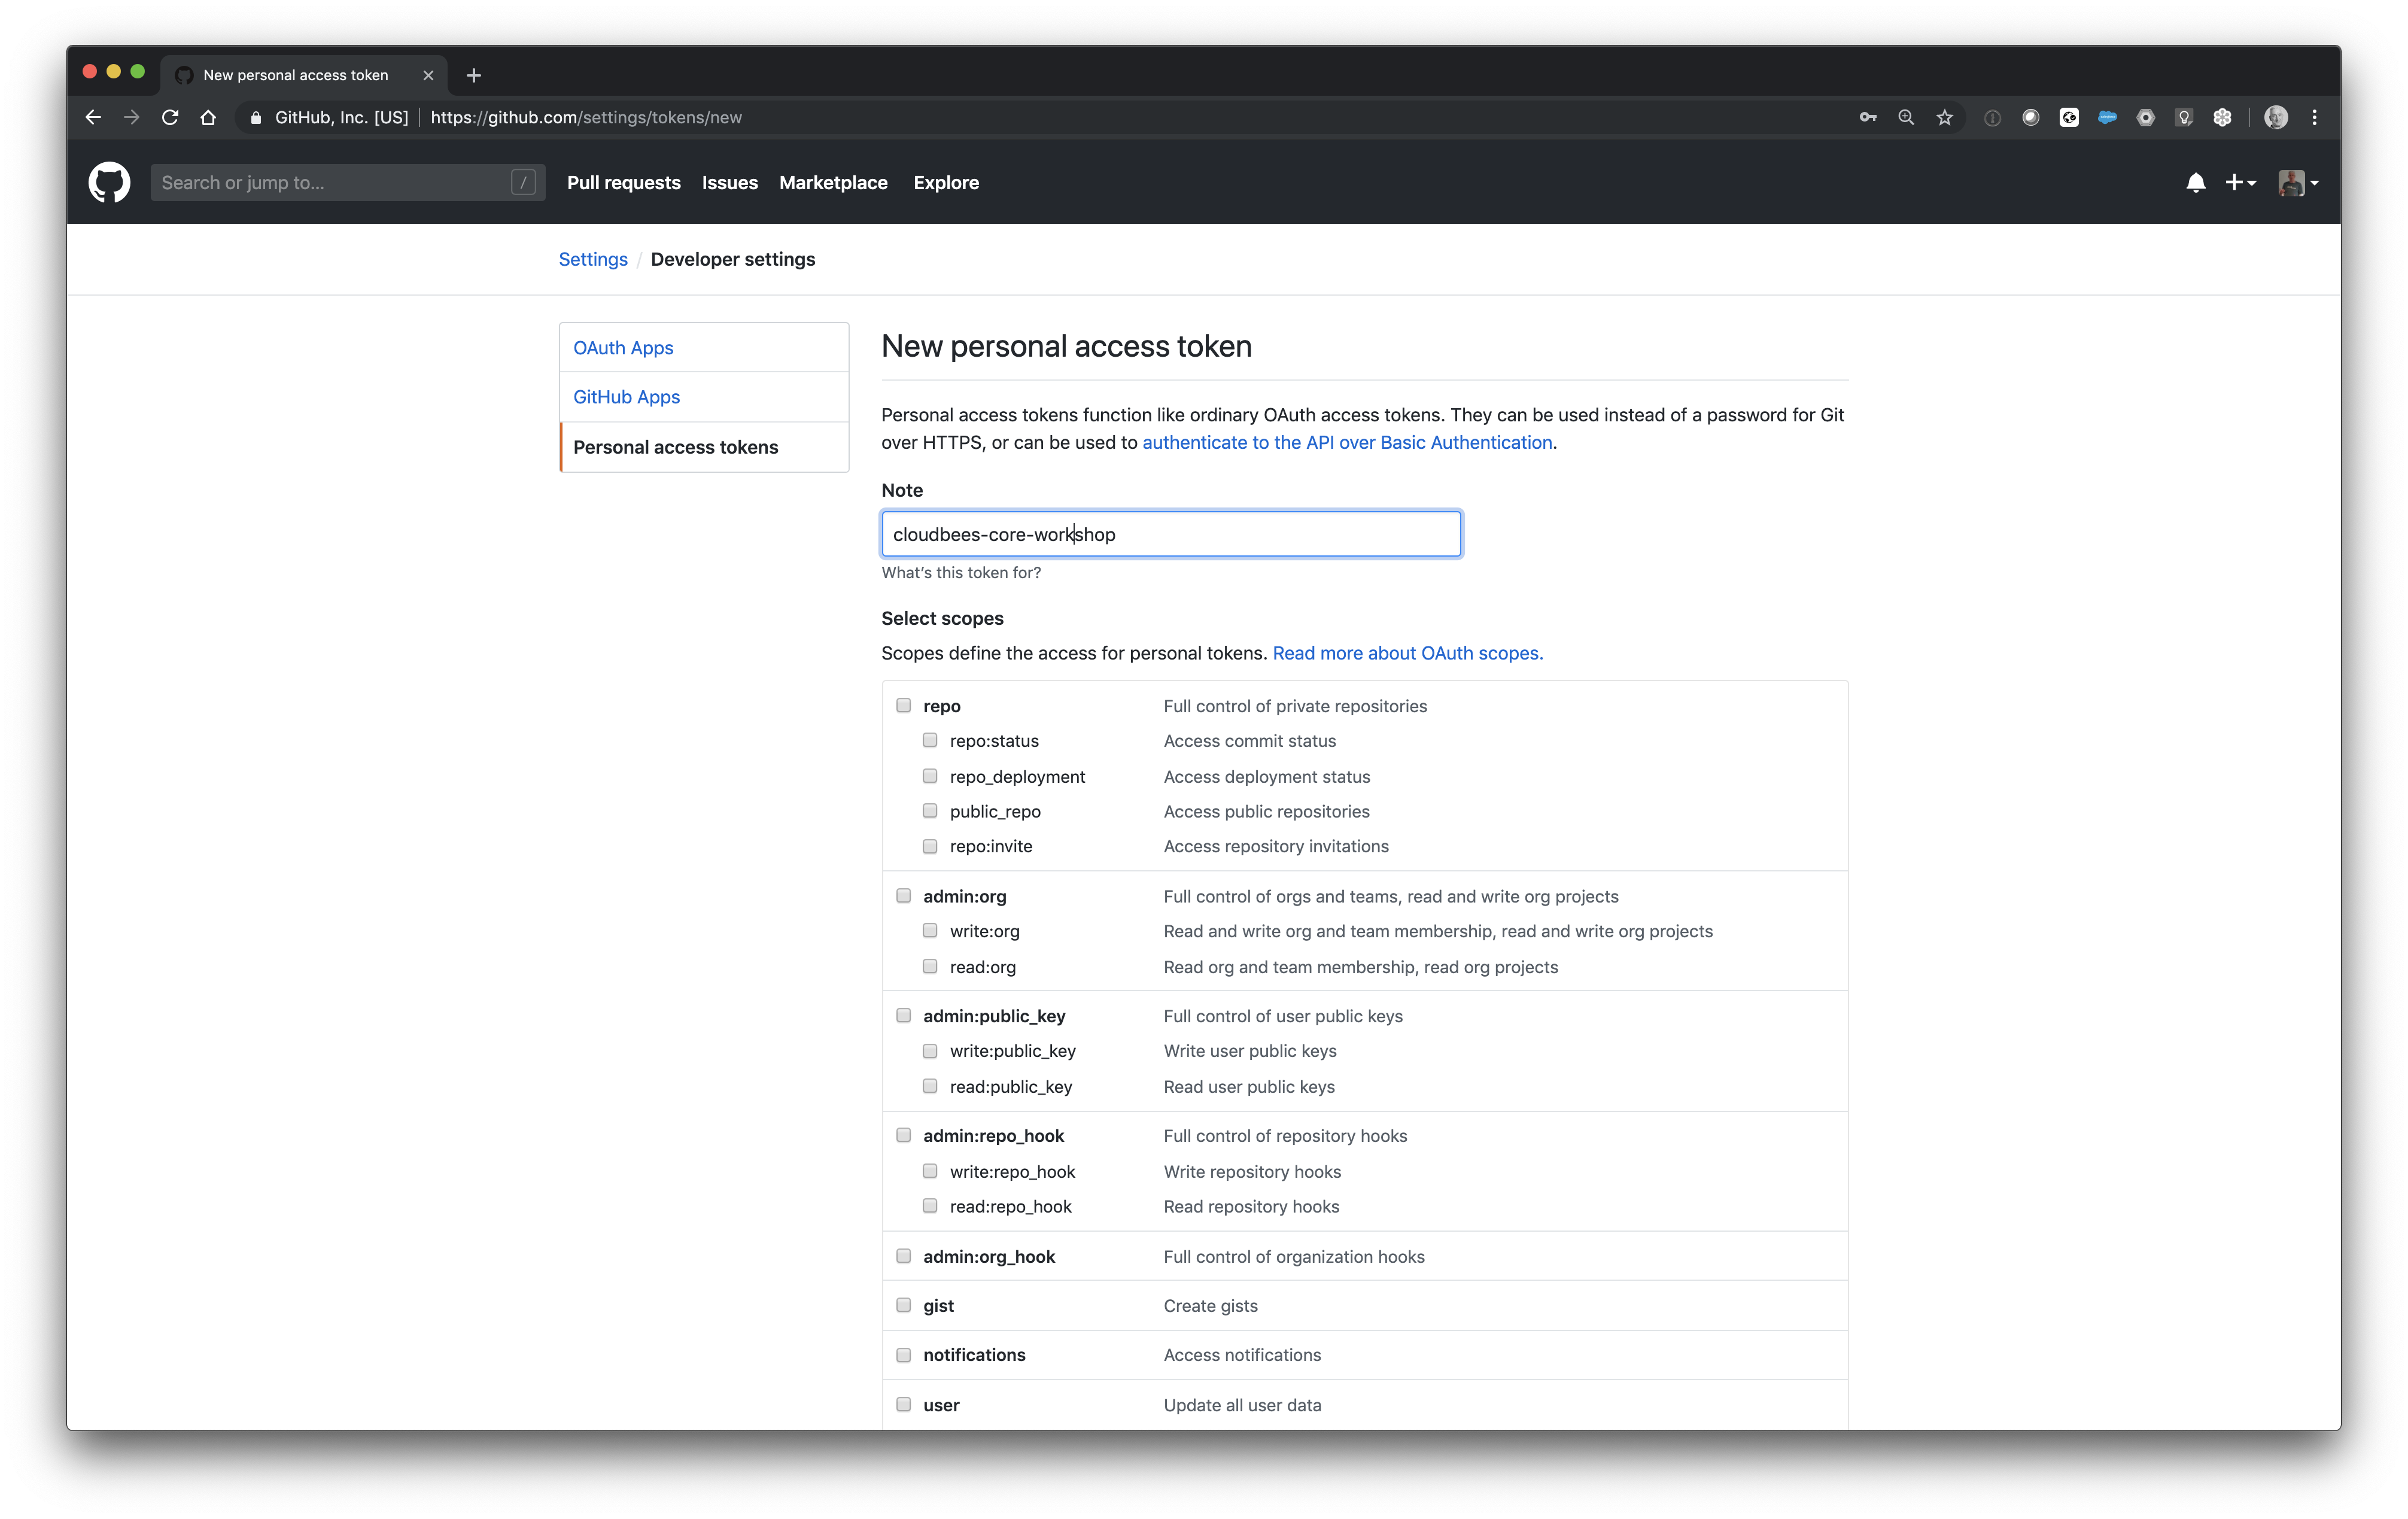 New personal access token
GitHub, Inc. [US] https://github.com/settings/tokens/new
Search or jump to... /
Pull requests Issues Marketplace Explore
Settings / Developer settings
OAuth Apps
GitHub Apps
Personal access tokens
New personal access token
Personal access tokens function like ordinary OAuth access tokens. They can be used instead of a password for Git
over HTTPS, or can be used to authenticate to the API over Basic Authentication.
Note
cloudbees-core-workshop
What’s this token for?
Select scopes
Scopes define the access for personal tokens. Read more about OAuth scopes.
repo Full control of private repositories
repo:status Access commit status
repo_deployment Access deployment status
public_repo Access public repositories
repo:invite Access repository invitations
admin:org Full control of orgs and teams, read and write org projects
write:org Read and write org and team membership, read and write org projects
read:org Read org and team membership, read org projects
admin:public_key Full control of user public keys
write:public_key Write user public keys
read:public_key Read user public keys
admin:repo_hook Full control of repository hooks
write:repo_hook Write repository hooks
read:repo_hook Read repository hooks
admin:org_hook Full control of organization hooks
gist Create gists
notifications Access notifications
user Update all user data